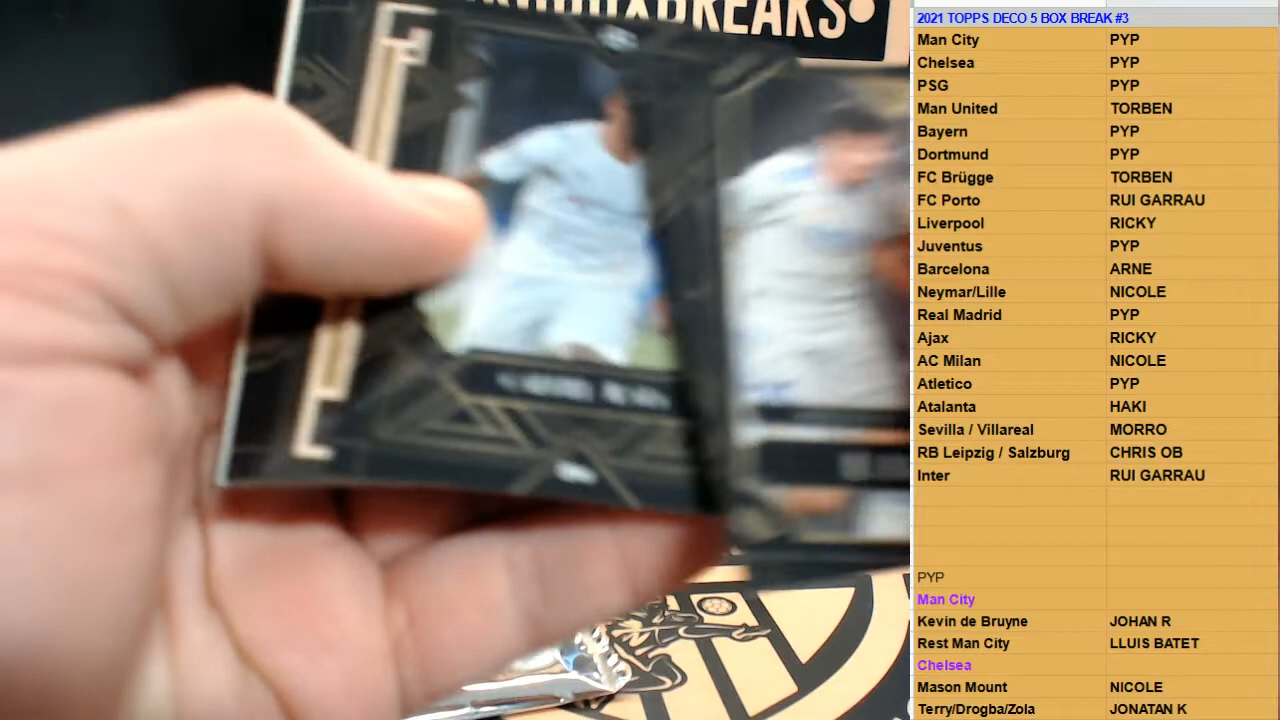 BREAKS
2021 TOPPS DECO 5 BOX BREAK #3
Man City PYP
Chelsea PYP
PSG PYP
Man United TORBEN
Bayern PYP
Dortmund PYP
FC Brügge TORBEN
FC Porto RUI GARRAU
Liverpool RICKY
Juventus PYP
Barcelona ARNE
Neymar/Lille NICOLE
Real Madrid PYP
Ajax RICKY
AC Milan NICOLE
Atletico PYP
Atalanta HAKI
Sevilla / Villareal MORRO
RB Leipzig / Salzburg CHRIS OB
Inter RUI GARRAU
PYP
Man City
Kevin de Bruyne JOHAN R
Rest Man City LLUIS BATET
Chelsea
Mason Mount NICOLE
Terry/Drogba/Zola JONATAN K